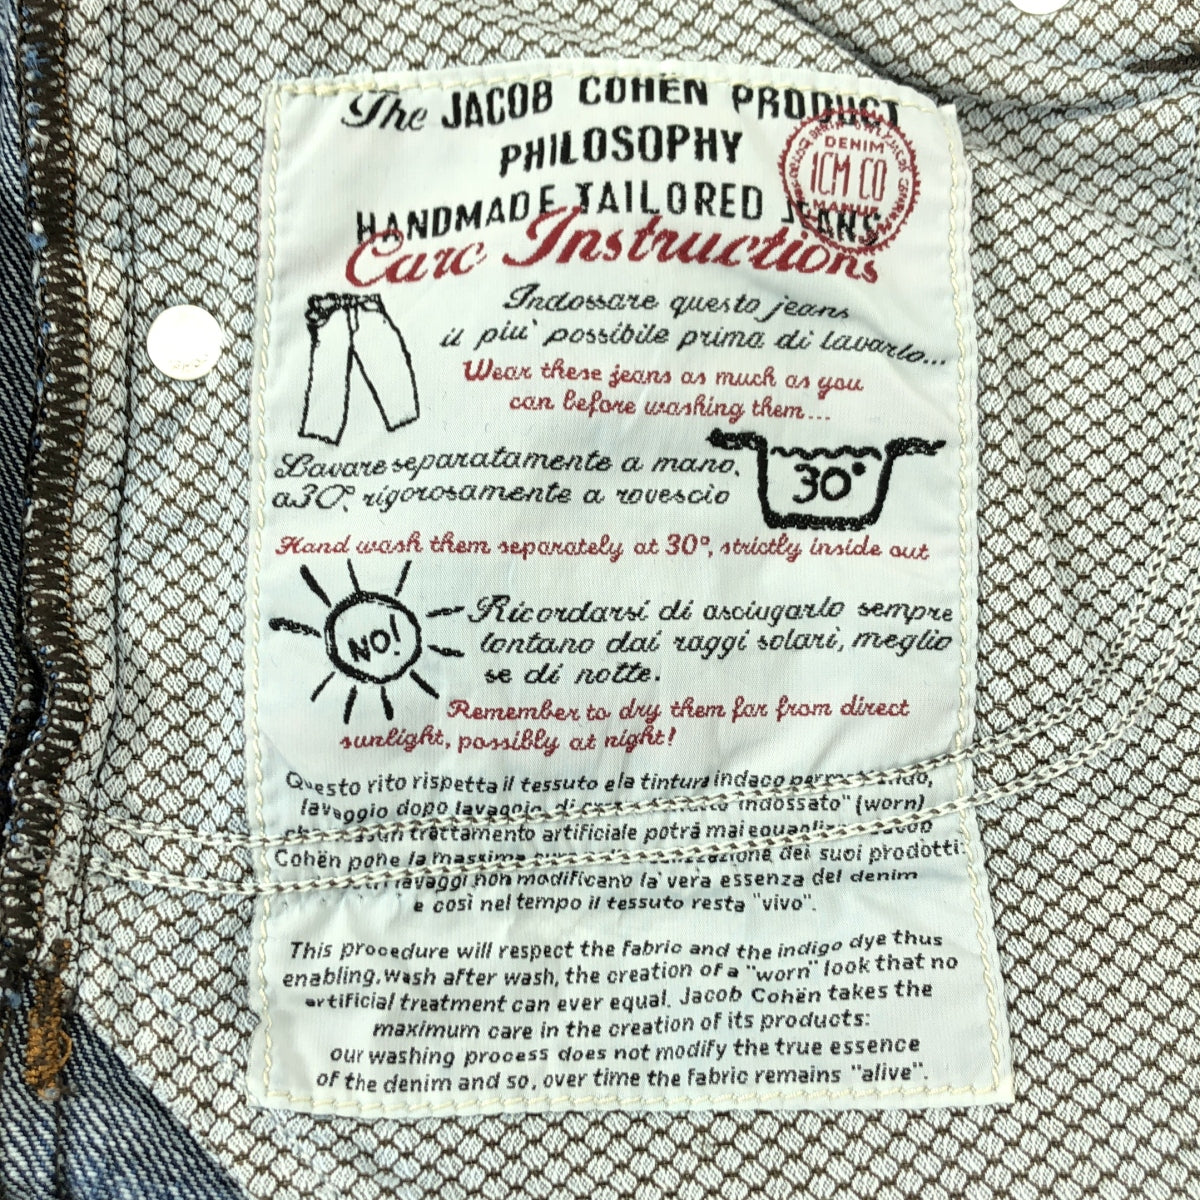 The JACOB COHËN PRODUCT
PHILOSOPHY
HANDMADE TAILORED JEANS
DENIM
ICM CO
MANUF
Care Instructions
Indossare questo jeans
il piu' possibile prima di lavarlo...
Wear these jeans as much as you
can before washing them...
Lavare separatamente a mano,
a 30°, rigorosamente a rovescio
30°
Hand wash them separately at 30°, strictly inside out
NO!
Ricordarsi di asciugarlo sempre
lontano dai raggi solari, meglio
se di notte.
Remember to dry them far from direct
sunlight, possibly at night!
Questo rito rispetta il tessuto e la tintura indaco
lavaggio dopo lavaggio, di "indossato" (worn)
trattamento artificiale potrà mai
Cohën pone la massima dei suoi prodotti:
lavaggi non modificano la vera essenza del denim
e così nel tempo il tessuto resta "vivo".
This procedure will respect the fabric and the indigo dye thus
enabling, wash after wash, the creation of a "worn" look that no
artificial treatment can ever equal. Jacob Cohën takes the
maximum care in the creation of its products:
our washing process does not modify the true essence
of the denim and so, over time the fabric remains "alive".